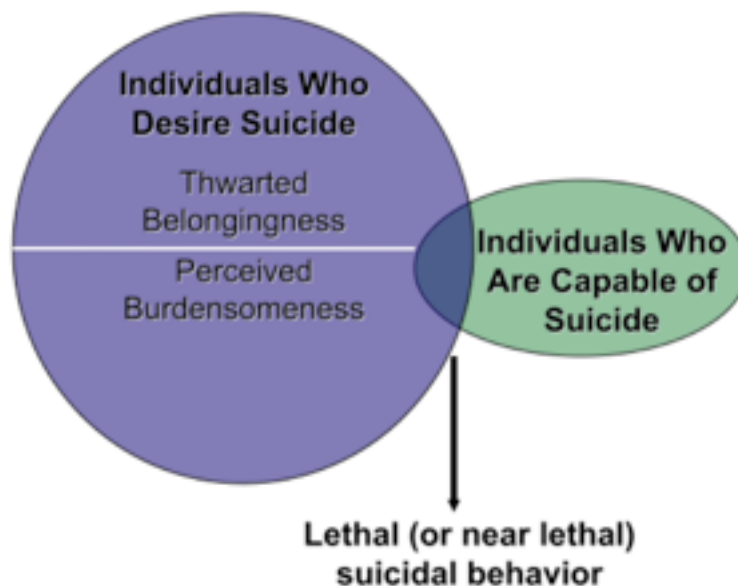 Individuals Who
Desire Suicide
Thwarted
Belongingness
Perceived
Burdensomeness
Individuals Who
Are Capable of
Suicide
Lethal (or near lethal)
suicidal behavior